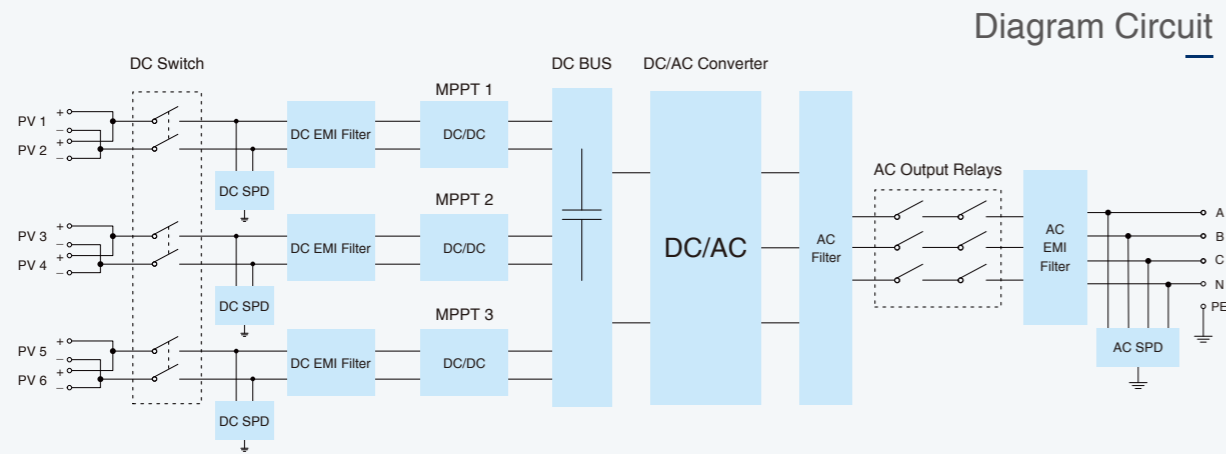 Diagram Circuit
DC Switch
DC BUS
DC/AC Converter
PV 1
+
−
PV 2
+
−
DC EMI Filter
MPPT 1
DC/DC
DC SPD
PV 3
+
−
PV 4
+
−
DC EMI Filter
MPPT 2
DC/DC
DC SPD
PV 5
+
−
PV 6
+
−
DC EMI Filter
MPPT 3
DC/DC
DC SPD
DC/AC
AC
Filter
AC Output Relays
AC
EMI
Filter
A
B
C
N
PE
AC SPD